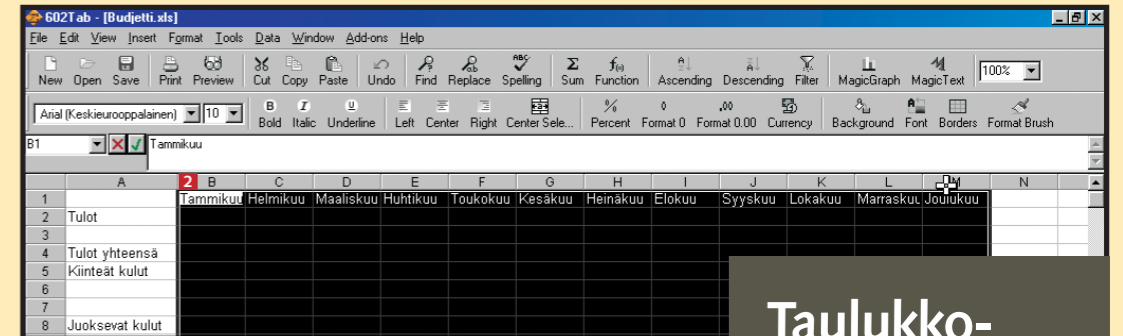 602Tab - [Budjetti.xls]
File Edit View Insert Format Tools Data Window Add-ons Help
New Open Save Print Preview Cut Copy Paste Undo Find Replace Spelling Sum Function Ascending Descending Filter MagicGraph MagicText 100%
Arial (Keskieurooppalainen) 10 Bold Italic Underline Left Center Right Center Sele... Percent Format 0 Format 0.00 Currency Background Font Borders Format Brush
B1 Tammikuu
A 2 B C D E F G H I J K L M N
1 Tammikuu Helmikuu Maaliskuu Huhtikuu Toukokuu Kesäkuu Heinäkuu Elokuu Syyskuu Lokakuu Marraskuu Joulukuu
2 Tulot
3
4 Tulot yhteensä
5 Kiinteät kulut
6
7
8 Juoksevat kulut
Taulukko-